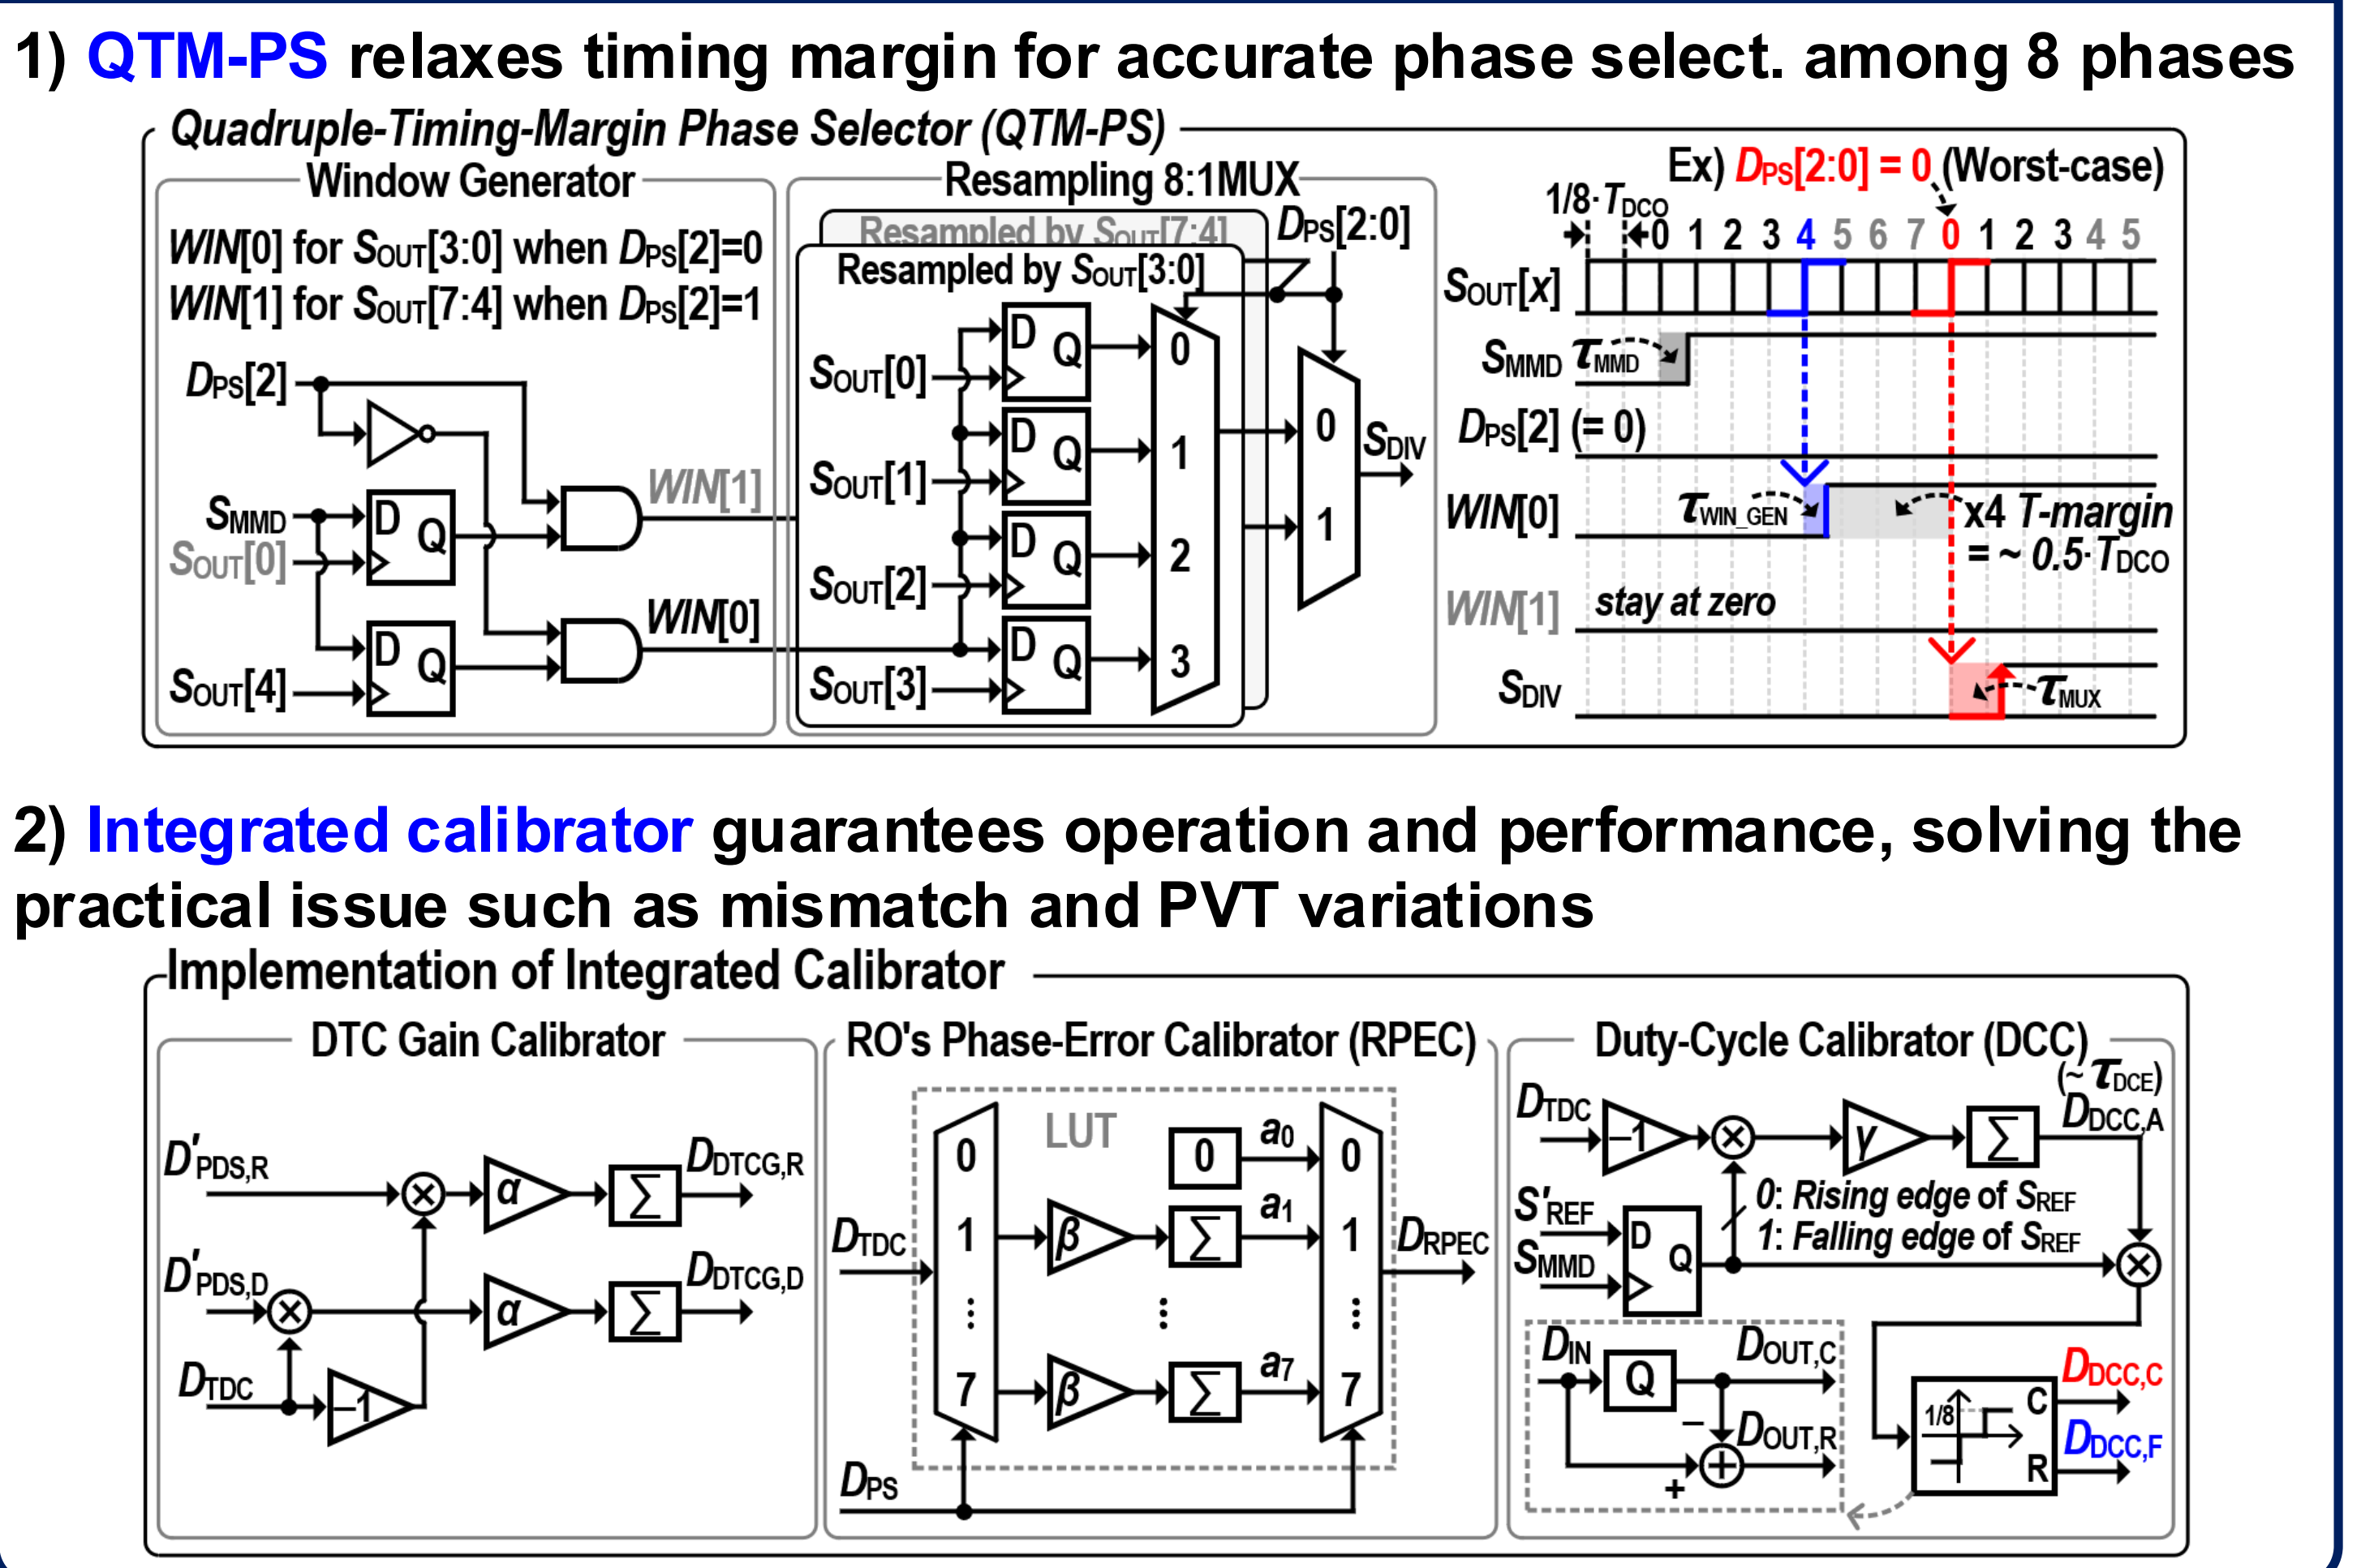 1) QTM-PS relaxes timing margin for accurate phase select. among 8 phases
Quadruple-Timing-Margin Phase Selector (QTM-PS)
Window Generator
WIN[0] for SOUT[3:0] when DPS[2]=0
WIN[1] for SOUT[7:4] when DPS[2]=1
DPS[2]
SMMD
SOUT[0]
D
Q
SOUT[4]
D
Q
WIN[1]
WIN[0]
Resampling 8:1MUX
Resampled by SOUT[7:4]
DPS[2:0]
Resampled by SOUT[3:0]
SOUT[0]
D
Q
0
SOUT[1]
D
Q
1
SOUT[2]
D
Q
2
SOUT[3]
D
Q
3
0
1
SDIV
Ex) DPS[2:0] = 0 (Worst-case)
1/8·TDCO
0 1 2 3 4 5 6 7 0 1 2 3 4 5
SOUT[x]
SMMD τMMD
DPS[2] (= 0)
WIN[0] τWIN_GEN x4 T-margin
= ~ 0.5·TDCO
WIN[1] stay at zero
SDIV τMUX
2) Integrated calibrator guarantees operation and performance, solving the
practical issue such as mismatch and PVT variations
Implementation of Integrated Calibrator
DTC Gain Calibrator
D'PDS,R
α
Σ
DDTCG,R
D'PDS,D
α
Σ
DDTCG,D
DTDC
–1
RO's Phase-Error Calibrator (RPEC)
LUT
0
0
a0
0
DTDC
1
β
Σ
a1
1
DRPEC
7
β
Σ
a7
7
DPS
Duty-Cycle Calibrator (DCC)
(~ τDCE)
DTDC
–1
γ
Σ
DDCC,A
S'REF
SMMD
D
Q
0: Rising edge of SREF
1: Falling edge of SREF
DIN
Q
DOUT,C
–
DOUT,R
+
1/8
C
R
DDCC,C
DDCC,F